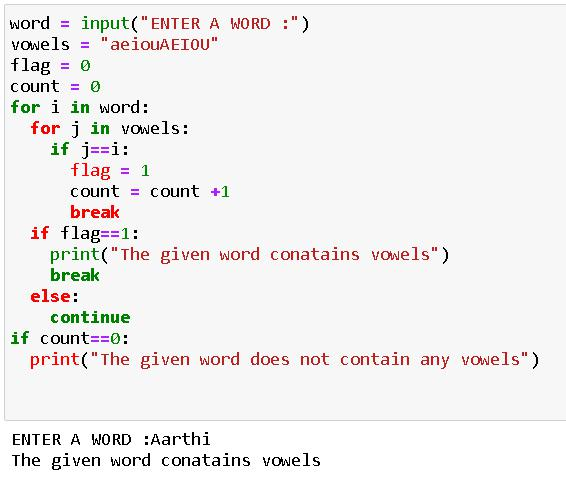 word = input("ENTER A WORD :")
vowels = "aeiouAEIOU"
flag = 0
count = 0
for i in word:
  for j in vowels:
    if j==i:
      flag = 1
      count = count +1
      break
  if flag==1:
    print("The given word conatains vowels")
    break
  else:
    continue
if count==0:
  print("The given word does not contain any vowels")
ENTER A WORD :Aarthi
The given word conatains vowels